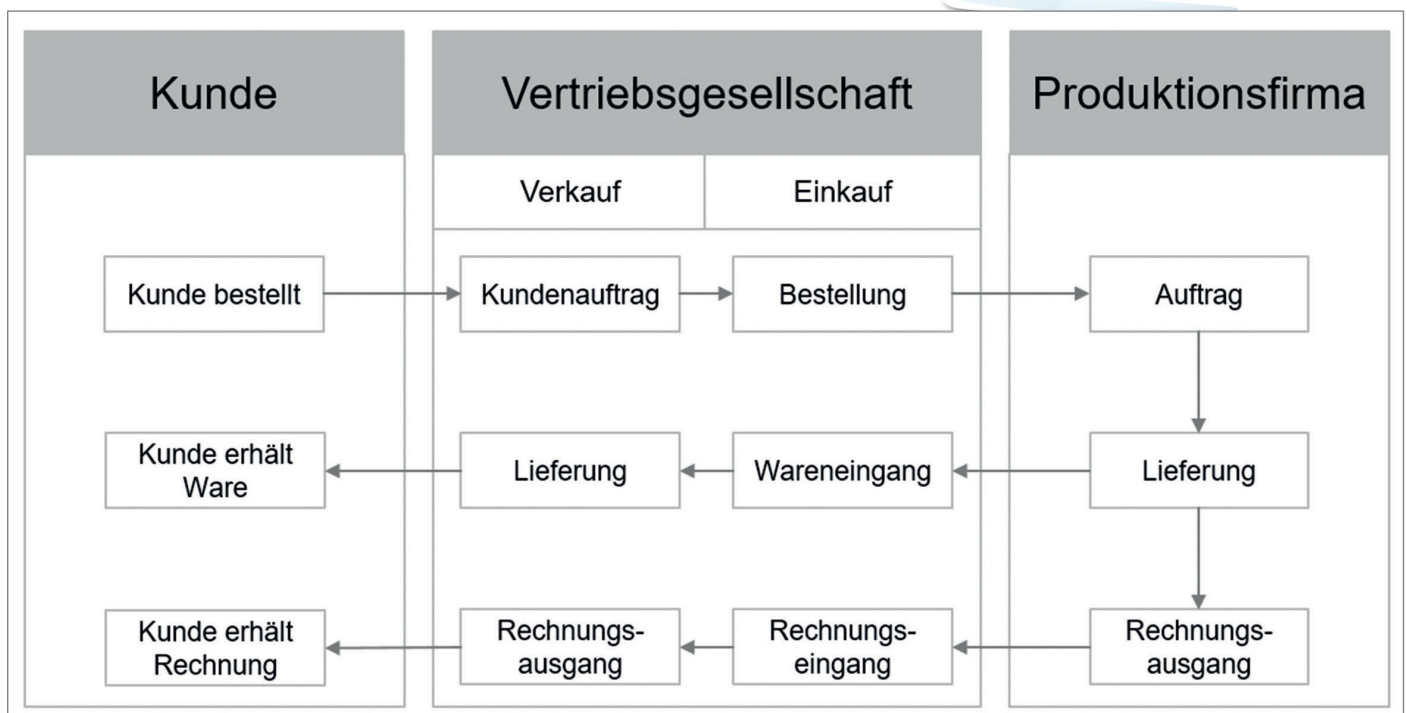 Kunde
Vertriebsgesellschaft
Produktionsfirma
Verkauf
Einkauf
Kunde bestellt
Kundenauftrag
Bestellung
Auftrag
Kunde erhält
Ware
Lieferung
Wareneingang
Lieferung
Kunde erhält
Rechnung
Rechnungs-
ausgang
Rechnungs-
eingang
Rechnungs-
ausgang